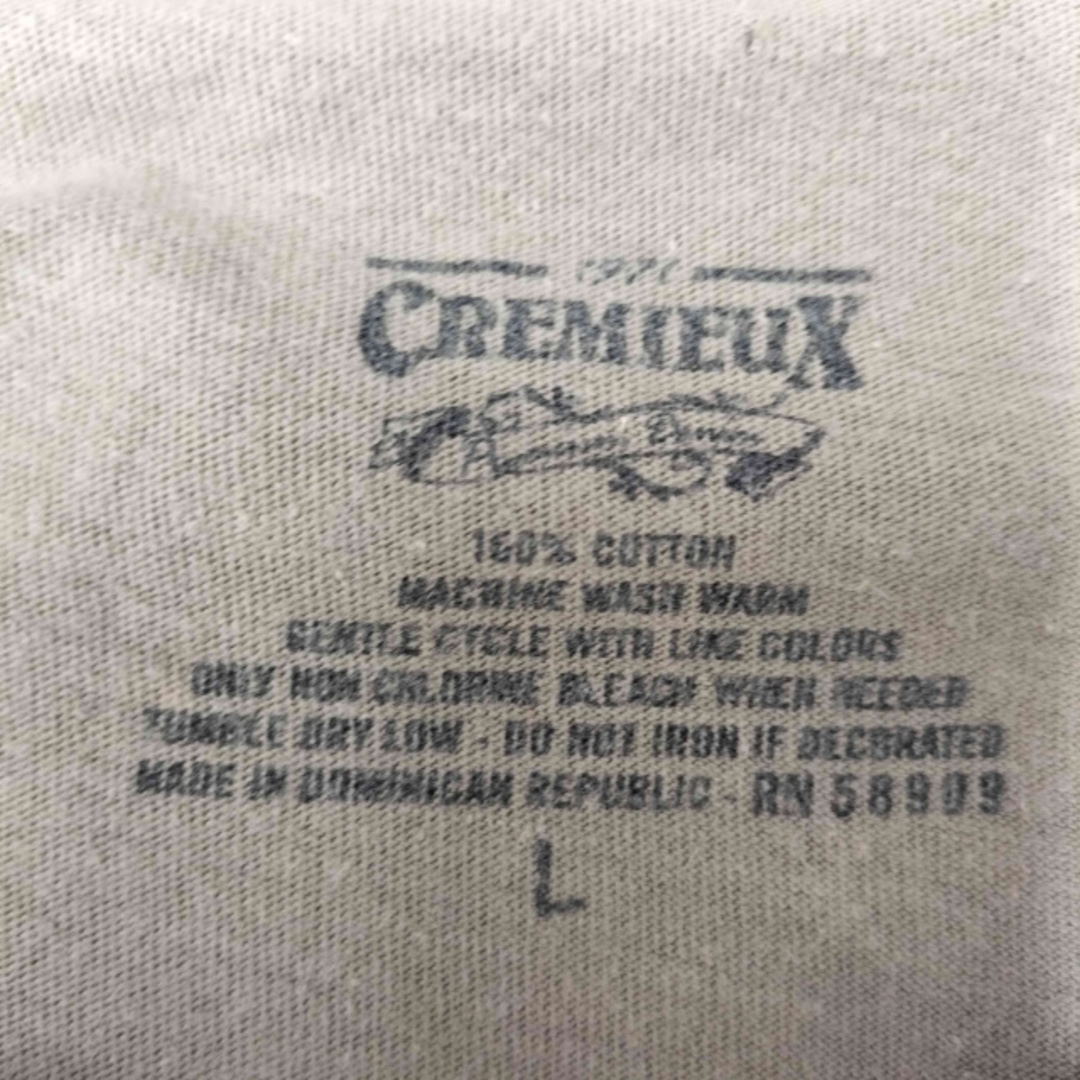 CREMIEUX
Denim
100% COTTON
MACHINE WASH WARM
GENTLE CYCLE WITH LIKE COLORS
ONLY NON CHLORINE BLEACH WHEN NEEDED
TUMBLE DRY LOW - DO NOT IRON IF DECORATED
MADE IN DOMINICAN REPUBLIC - RN 58909
L